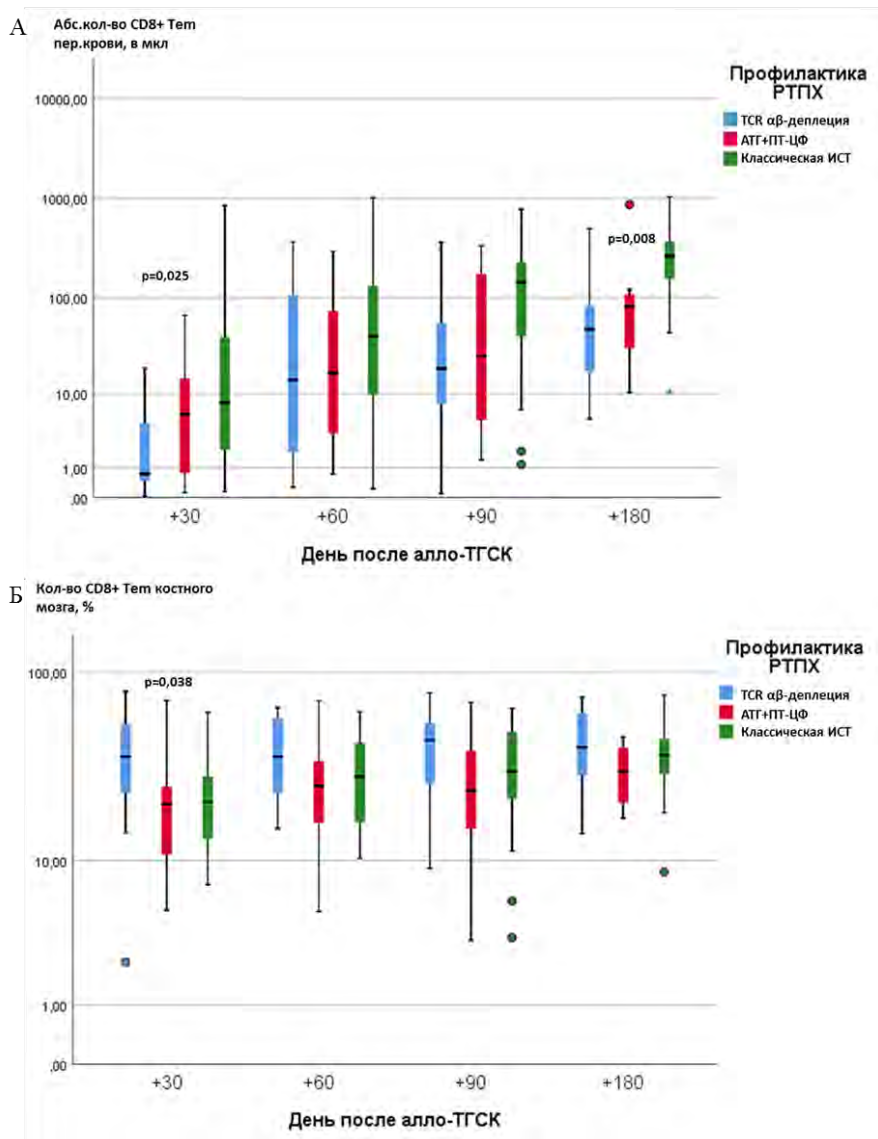 А
Абс.кол-во CD8+ Tem
пер.крови, в мкл
10000,00
1000,00
100,00
10,00
1,00
,00
p=0,025
p=0,008
+30
+60
+90
+180
День после алло-ТГСК
Профилактика
РТПХ
TCR αβ-деплеция
АТГ+ПТ-ЦФ
Классическая ИСТ
Б
Кол-во CD8+ Tem костного
мозга, %
100,00
10,00
1,00
,00
p=0,038
+30
+60
+90
+180
День после алло-ТГСК
Профилактика
РТПХ
TCR αβ-деплеция
АТГ+ПТ-ЦФ
Классическая ИСТ